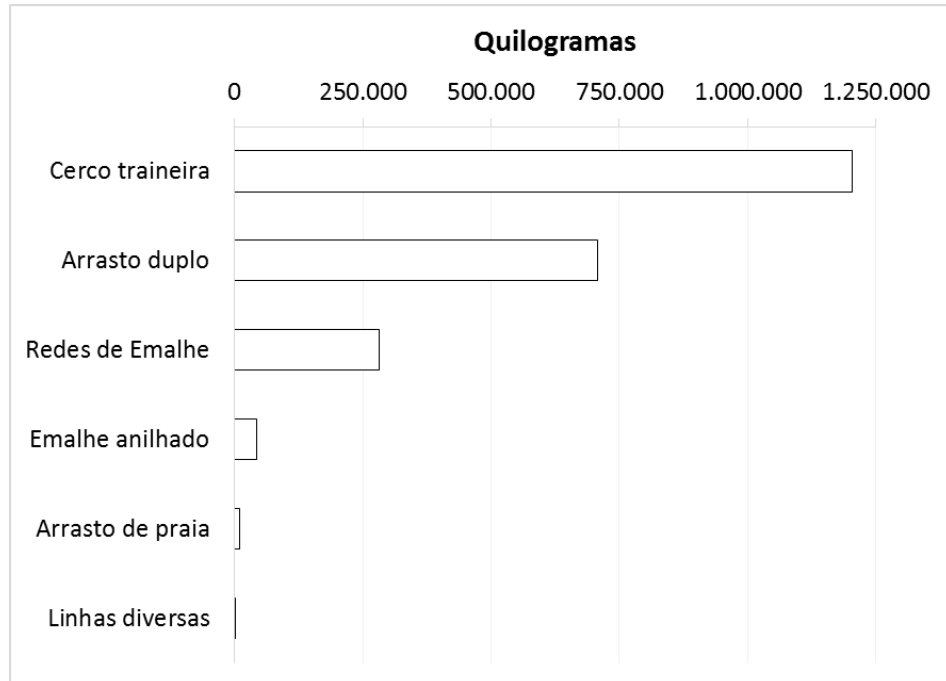 Quilogramas
0 250.000 500.000 750.000 1.000.000 1.250.000
Cerco traineira
Arrasto duplo
Redes de Emalhe
Emalhe anilhado
Arrasto de praia
Linhas diversas